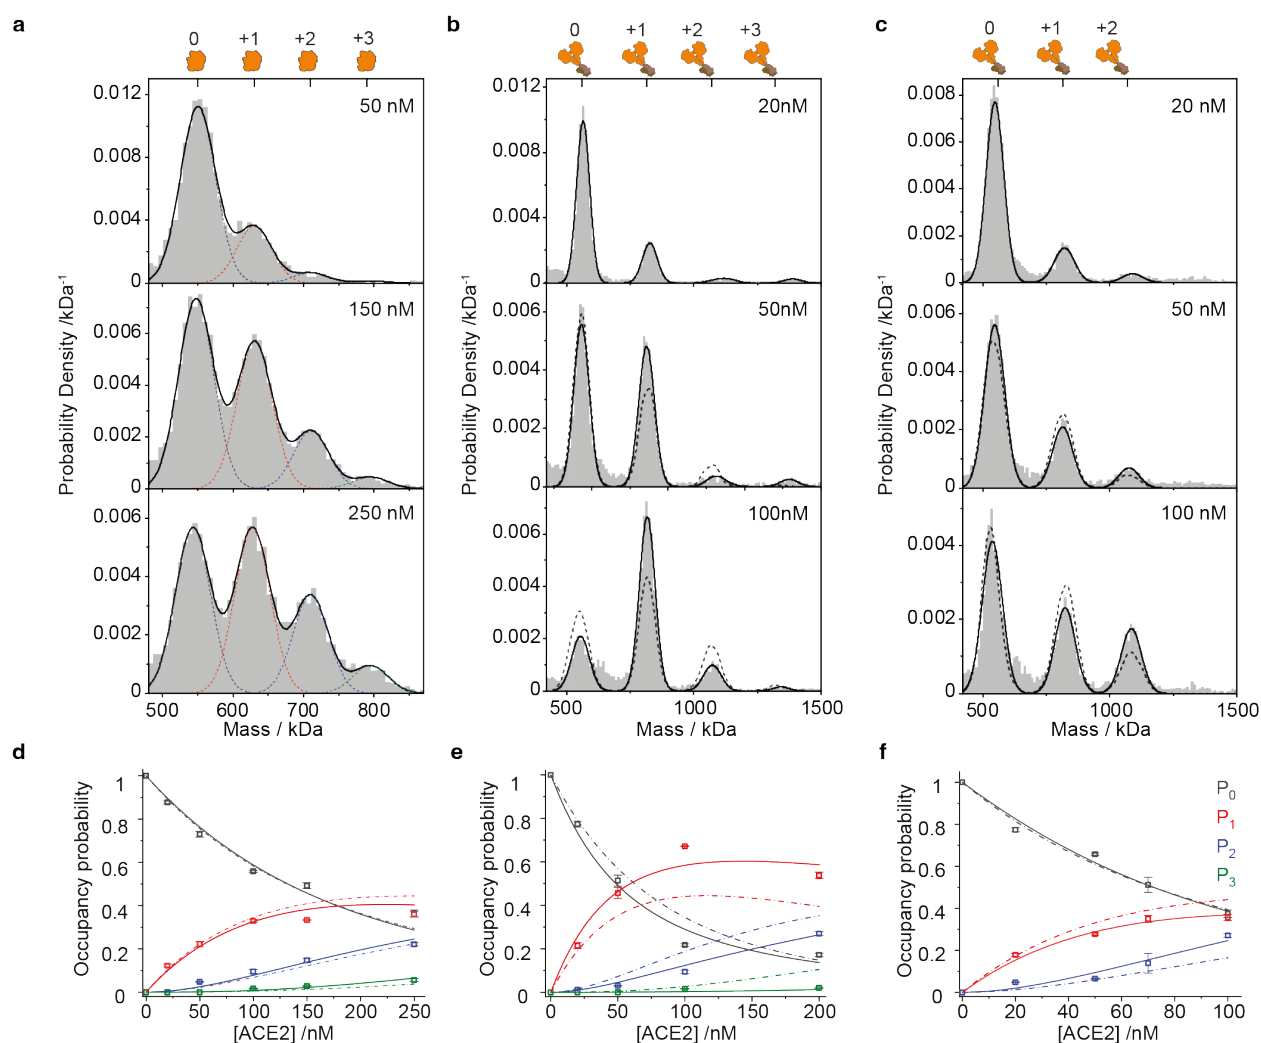 a
0 +1 +2 +3
50 nM
0.012
0.008
0.004
0
150 nM
0.006
0.004
0.002
0
250 nM
0.006
0.004
0.002
0
500 600 700 800
Mass / kDa
Probability Density /kDa-1
b
0 +1 +2 +3
20nM
0.012
0.008
0.004
0
50nM
0.006
0.004
0.002
0
100nM
0.006
0.004
0.002
0
500 1000 1500
Mass / kDa
Probability Density /kDa-1
c
0 +1 +2
20 nM
0.008
0.006
0.004
0.002
0
50 nM
0.006
0.004
0.002
0
100 nM
0.004
0.002
0
500 1000 1500
Mass / kDa
Probability Density /kDa-1
d
1
0.8
0.6
0.4
0.2
0
0 50 100 150 200 250
[ACE2] /nM
Occupancy probability
e
1
0.8
0.6
0.4
0.2
0
0 50 100 150 200
[ACE2] /nM
Occupancy probability
f
P0
P1
P2
P3
1
0.8
0.6
0.4
0.2
0
0 20 40 60 80 100
[ACE2] /nM
Occupancy probability